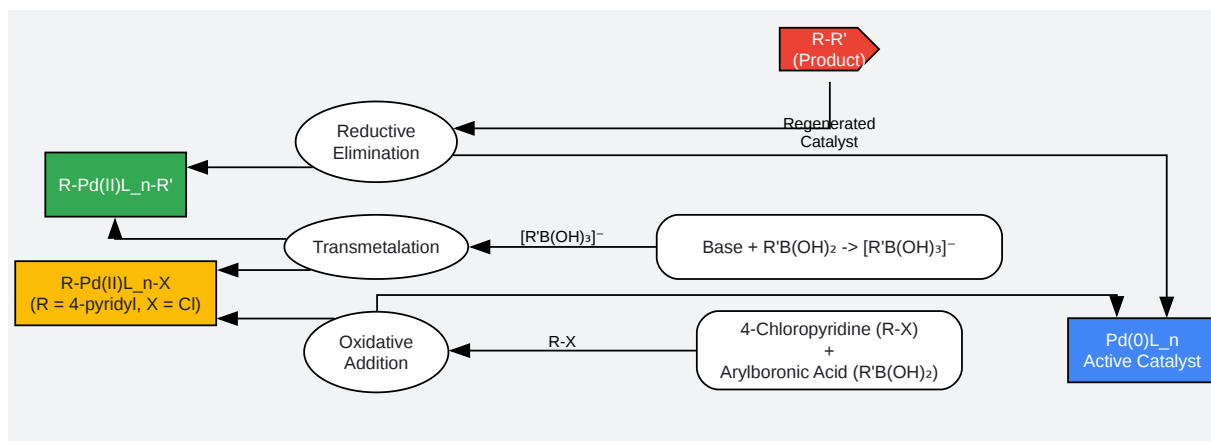 R-R'
(Product)
Regenerated
Catalyst
Reductive
Elimination
R-Pd(II)L_n-R'
Transmetalation
[R'B(OH)₃]⁻
Base + R'B(OH)₂ -> [R'B(OH)₃]⁻
R-Pd(II)L_n-X
(R = 4-pyridyl, X = Cl)
Oxidative
Addition
R-X
4-Chloropyridine (R-X)
+
Arylboronic Acid (R'B(OH)₂)
Pd(0)L_n
Active Catalyst